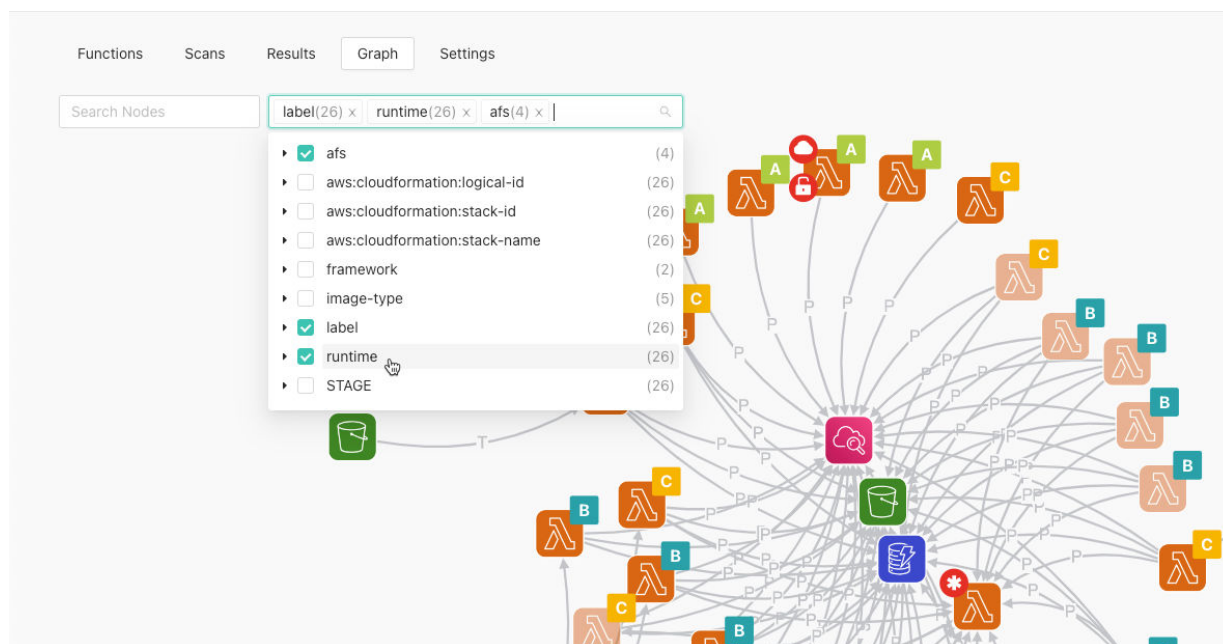 Functions Scans Results Graph Settings
Search Nodes label(26) x runtime(26) x afs(4) x
afs (4)
aws:cloudformation:logical-id (26)
aws:cloudformation:stack-id (26)
aws:cloudformation:stack-name (26)
framework (2)
image-type (5)
label (26)
runtime (26)
STAGE (26)
A
A
A
C
A
C
C
B
B
B
B
C
C
B
B
C
B
T
P
P
P
P
P
P
P
P
P
P
P
P